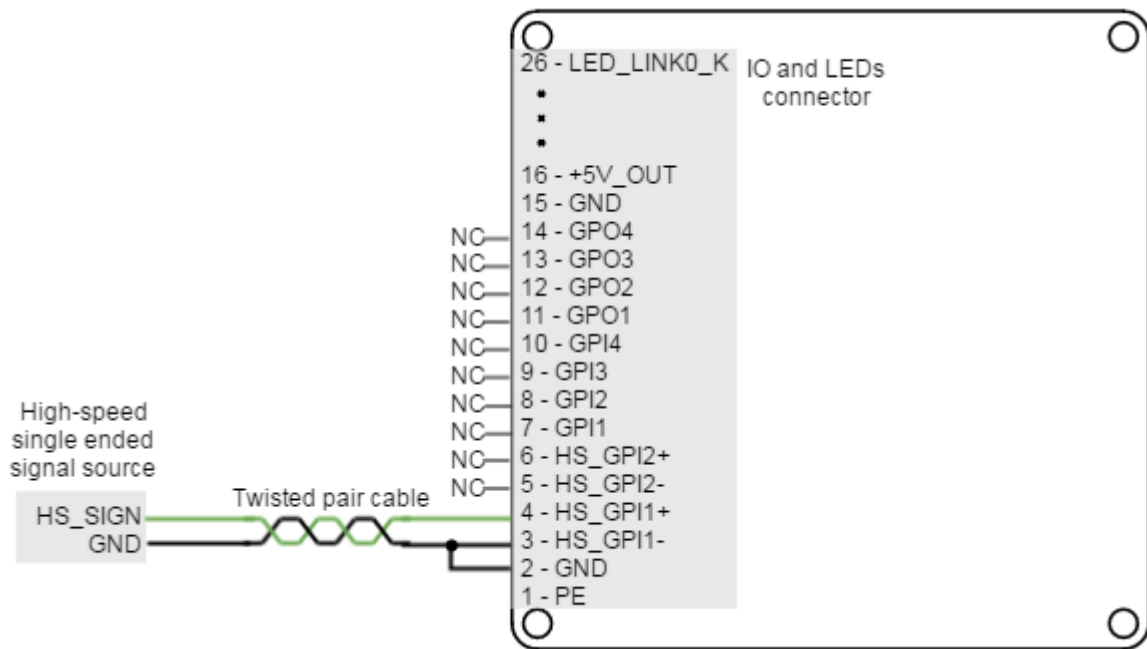 26 - LED_LINK0_K
IO and LEDs
connector
16 - +5V_OUT
15 - GND
NC 14 - GPO4
NC 13 - GPO3
NC 12 - GPO2
NC 11 - GPO1
NC 10 - GPI4
NC 9 - GPI3
NC 8 - GPI2
NC 7 - GPI1
NC 6 - HS_GPI2+
NC 5 - HS_GPI2-
High-speed
single ended
signal source
Twisted pair cable
HS_SIGN
GND
4 - HS_GPI1+
3 - HS_GPI1-
2 - GND
1 - PE